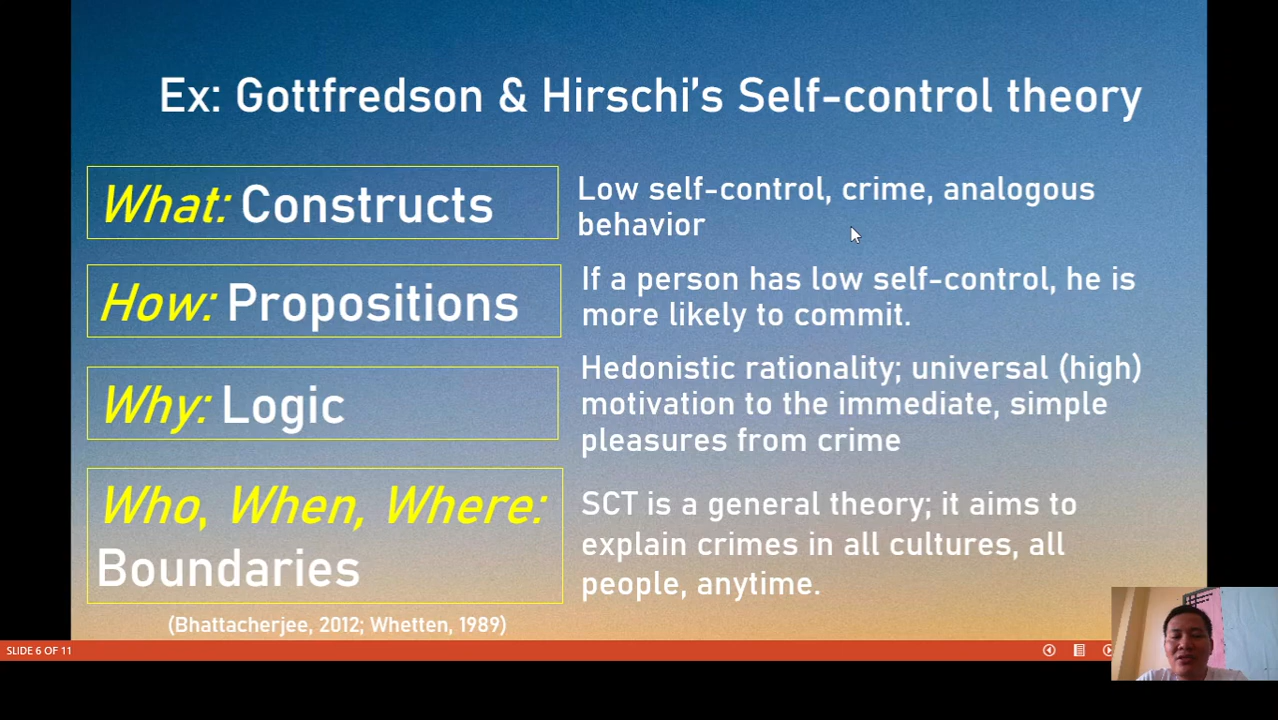 Ex: Gottfredson & Hirschi's Self-control theory
What: Constructs
Low self-control, crime, analogous
behavior
How: Propositions
If a person has low self-control, he is
more likely to commit.
Why: Logic
Hedonistic rationality; universal (high)
motivation to the immediate, simple
pleasures from crime
Who, When, Where:
Boundaries
SCT is a general theory; it aims to
explain crimes in all cultures, all
people, anytime.
(Bhattacherjee, 2012; Whetten, 1989)
SLIDE 6 OF 11